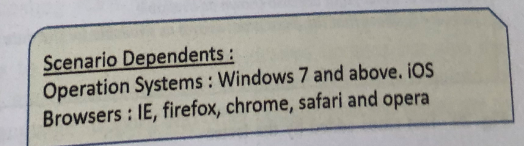 Scenario Dependents :
Operation Systems : Windows 7 and above. iOS
Browsers : IE, firefox, chrome, safari and opera